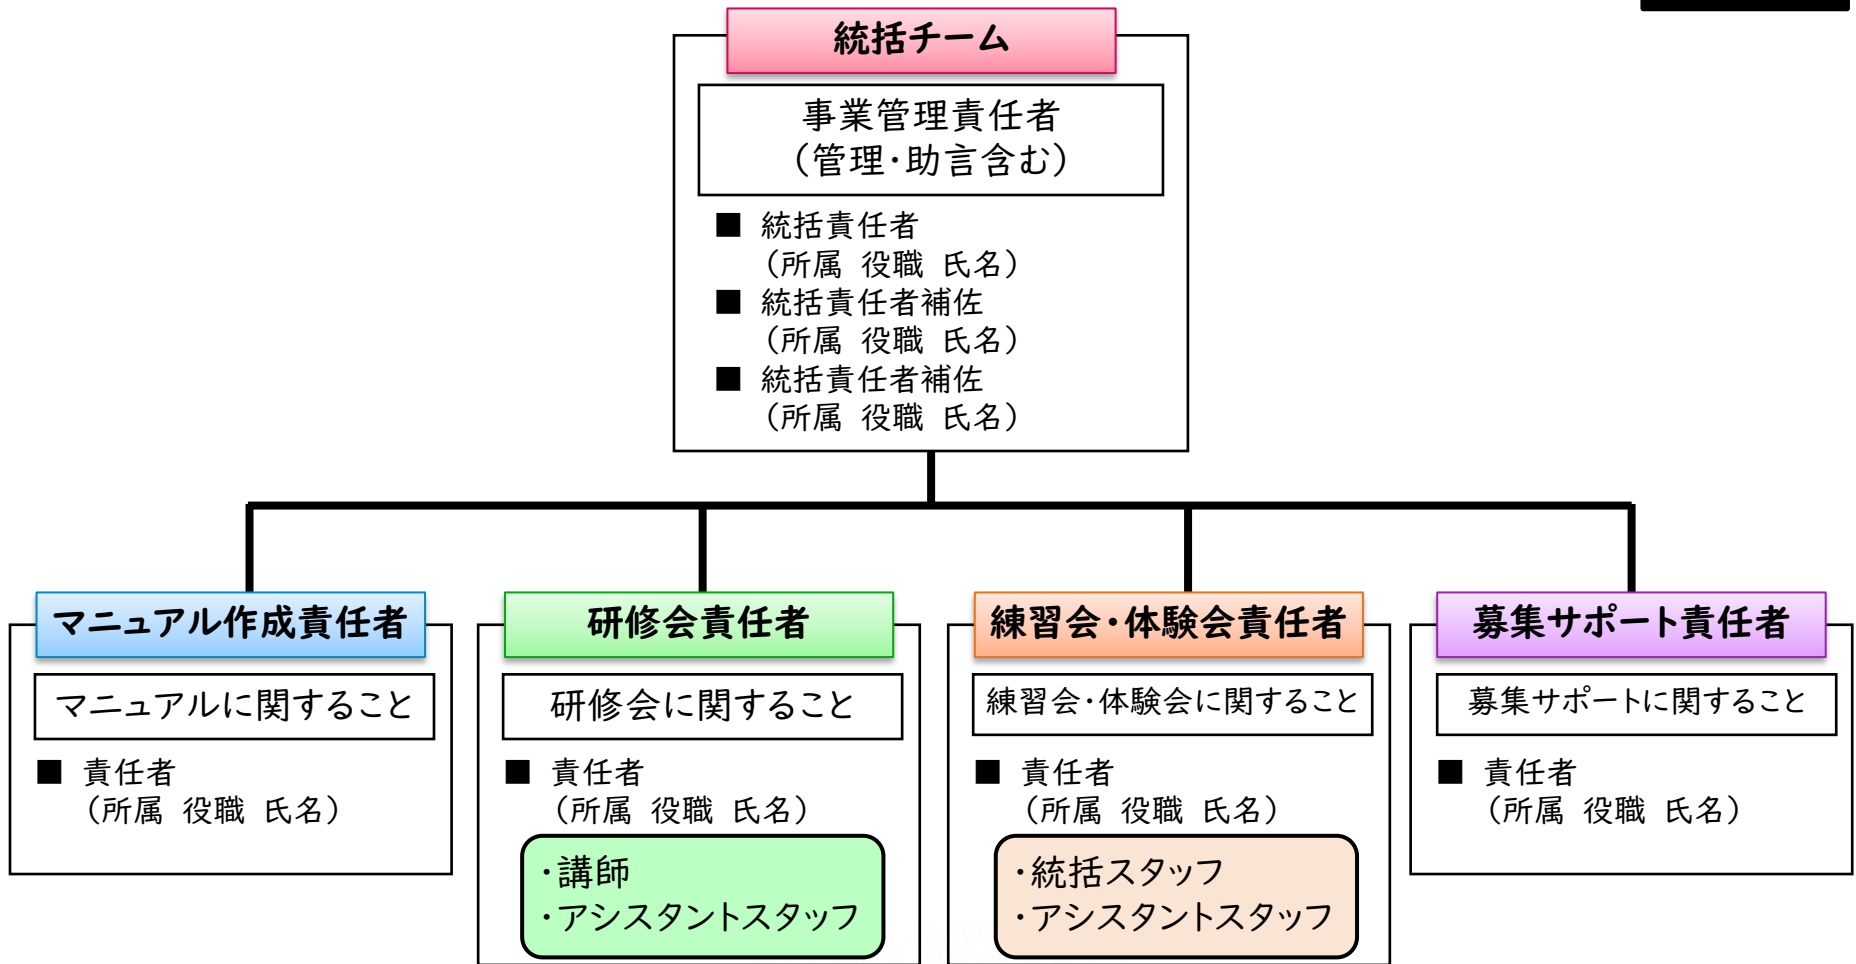 統括チーム
事業管理責任者
(管理・助言含む)
■ 統括責任者
(所属 役職 氏名)
■ 統括責任者補佐
(所属 役職 氏名)
■ 統括責任者補佐
(所属 役職 氏名)
マニュアル作成責任者
マニュアルに関すること
■ 責任者
(所属 役職 氏名)
研修会責任者
研修会に関すること
■ 責任者
(所属 役職 氏名)
・講師
・アシスタントスタッフ
練習会・体験会責任者
練習会・体験会に関すること
■ 責任者
(所属 役職 氏名)
・統括スタッフ
・アシスタントスタッフ
募集サポート責任者
募集サポートに関すること
■ 責任者
(所属 役職 氏名)